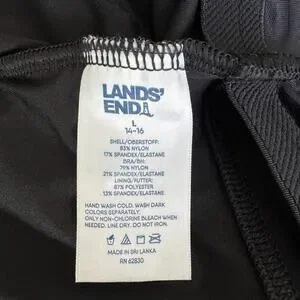 LANDS'
END
L
14-16
SHELL/OBERSTOFF:
83% NYLON
17% SPANDEX/ELASTANE
BRA/BH:
79% NYLON
21% SPANDEX/ELASTANE
LINING/FUTTER:
87% POLYESTER
13% SPANDEX/ELASTANE
HAND WASH COLD. WASH DARK
COLORS SEPARATELY.
ONLY NON-CHLORINE BLEACH WHEN
NEEDED. LINE DRY. DO NOT IRON.
MADE IN SRI LANKA
RN 62830